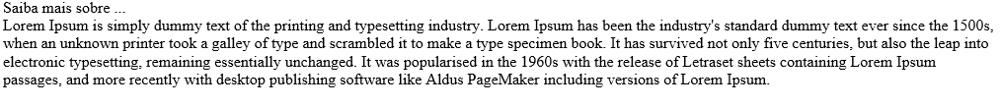 Saiba mais sobre ...
Lorem Ipsum is simply dummy text of the printing and typesetting industry. Lorem Ipsum has been the industry's standard dummy text ever since the 1500s,
when an unknown printer took a galley of type and scrambled it to make a type specimen book. It has survived not only five centuries, but also the leap into
electronic typesetting, remaining essentially unchanged. It was popularised in the 1960s with the release of Letraset sheets containing Lorem Ipsum
passages, and more recently with desktop publishing software like Aldus PageMaker including versions of Lorem Ipsum.